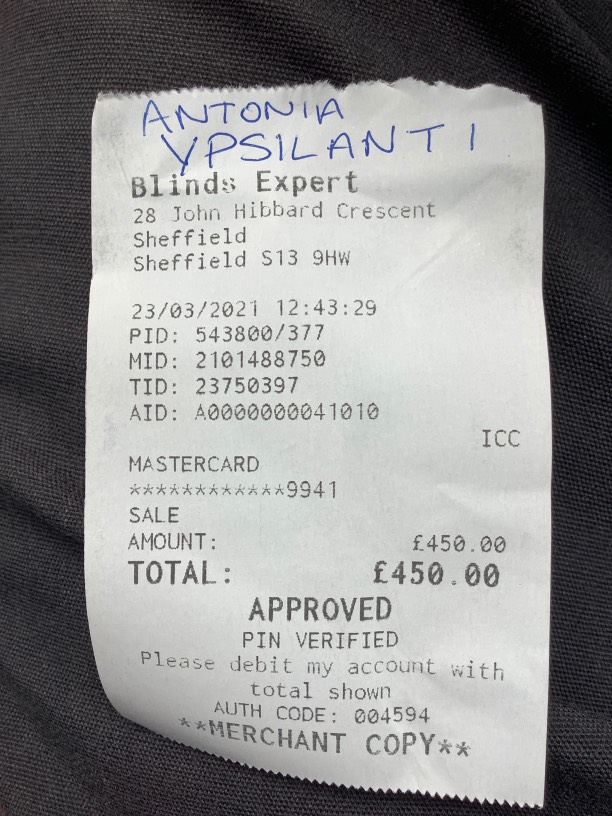 ANTONIA
YPSILANTI
Blinds Expert
28 John Hibbard Crescent
Sheffield
Sheffield S13 9HW
23/03/2021 12:43:29
PID: 543800/377
MID: 2101488750
TID: 23750397
AID: A0000000041010
ICC
MASTERCARD
************9941
SALE
AMOUNT: £450.00
TOTAL: £450.00
APPROVED
PIN VERIFIED
Please debit my account with
total shown
AUTH CODE: 004594
**MERCHANT COPY**